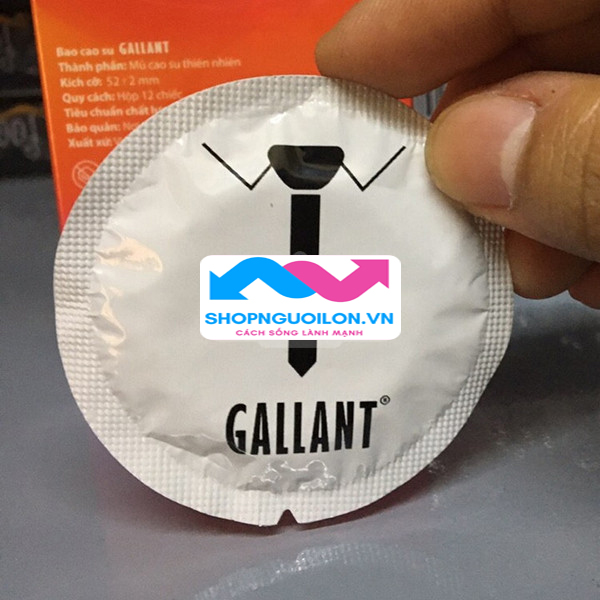 Bao cao su GALLANT
Thành phần: Mủ cao su thiên nhiên
Kích cỡ: 52 ± 2 mm
Quy cách: Hộp 12 chiếc
Tiêu chuẩn chất
Bảo quản:
Xuất xứ:
SHOPNGUOILON.VN
CÁCH SỐNG LÀNH MẠNH
GALLANT®